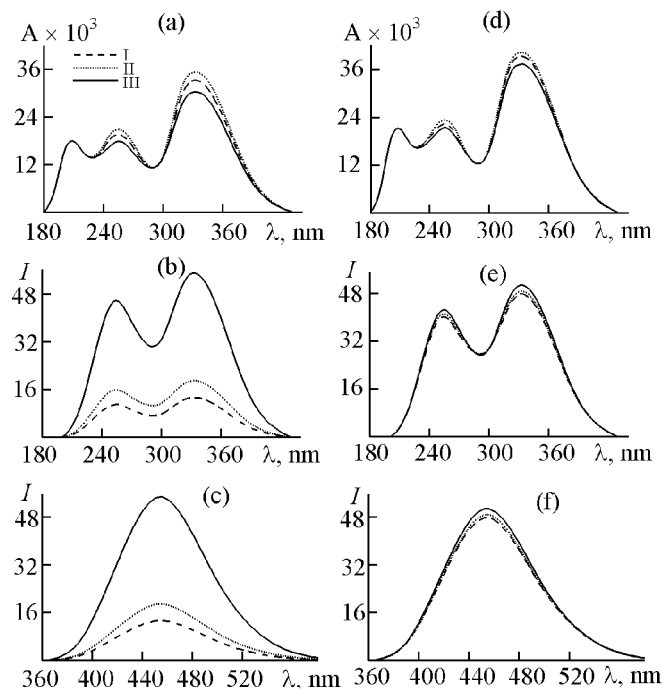 (a)
A × 10³
I
II
III
36
24
12
180 240 300 360 λ, nm
(d)
36
24
12
180 240 300 360 λ, nm
(b)
I
48
32
16
180 240 300 360 λ, nm
(e)
48
32
16
180 240 300 360 λ, nm
(c)
I
48
32
16
360 400 440 480 520 λ, nm
(f)
48
32
16
400 440 480 520 λ, nm